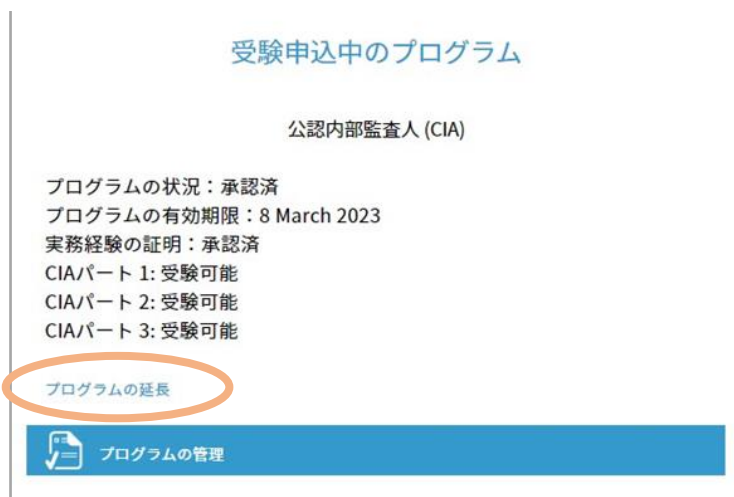 受験申込中のプログラム
公認内部監査人 (CIA)
プログラムの状況：承認済
プログラムの有効期限：8 March 2023
実務経験の証明：承認済
CIAパート 1: 受験可能
CIAパート 2: 受験可能
CIAパート 3: 受験可能
プログラムの延長
プログラムの管理